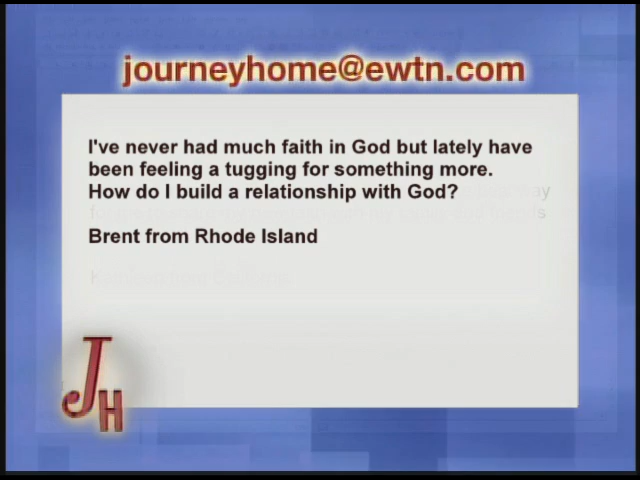 journeyhome@ewtn.com
I've never had much faith in God but lately have
been feeling a tugging for something more.
How do I build a relationship with God?
Brent from Rhode Island
JH